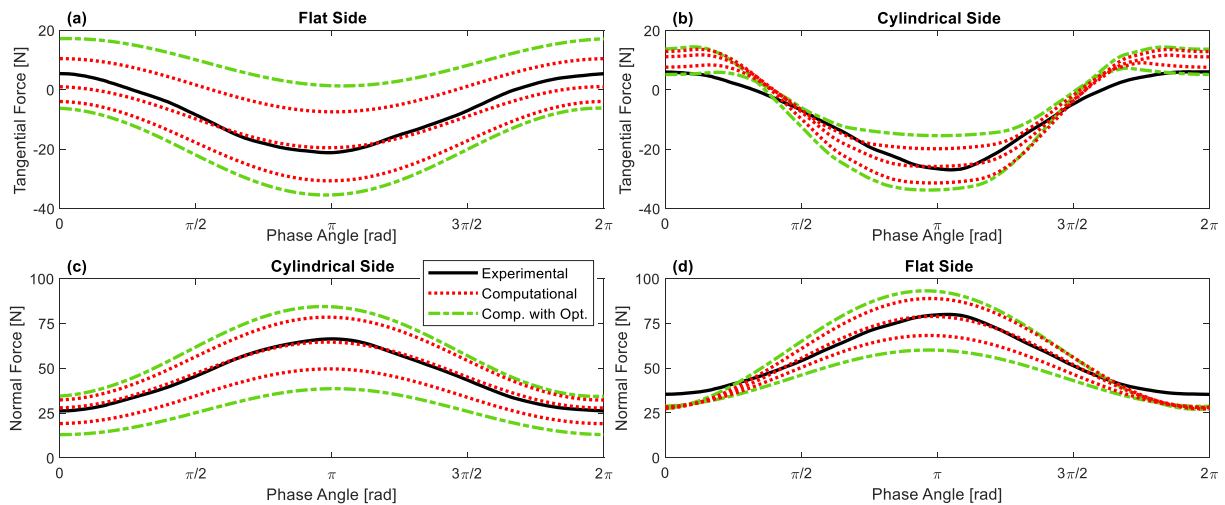 (a) Flat Side
20
0
-20
-40
Tangential Force [N]
0 π/2 π 3π/2 2π
Phase Angle [rad]
(b) Cylindrical Side
20
0
-20
-40
Tangential Force [N]
0 π/2 π 3π/2 2π
Phase Angle [rad]
(c) Cylindrical Side
100
75
50
25
0
Normal Force [N]
0 π/2 π 3π/2 2π
Phase Angle [rad]
Experimental
Computational
Comp. with Opt.
(d) Flat Side
100
75
50
25
0
Normal Force [N]
0 π/2 π 3π/2 2π
Phase Angle [rad]